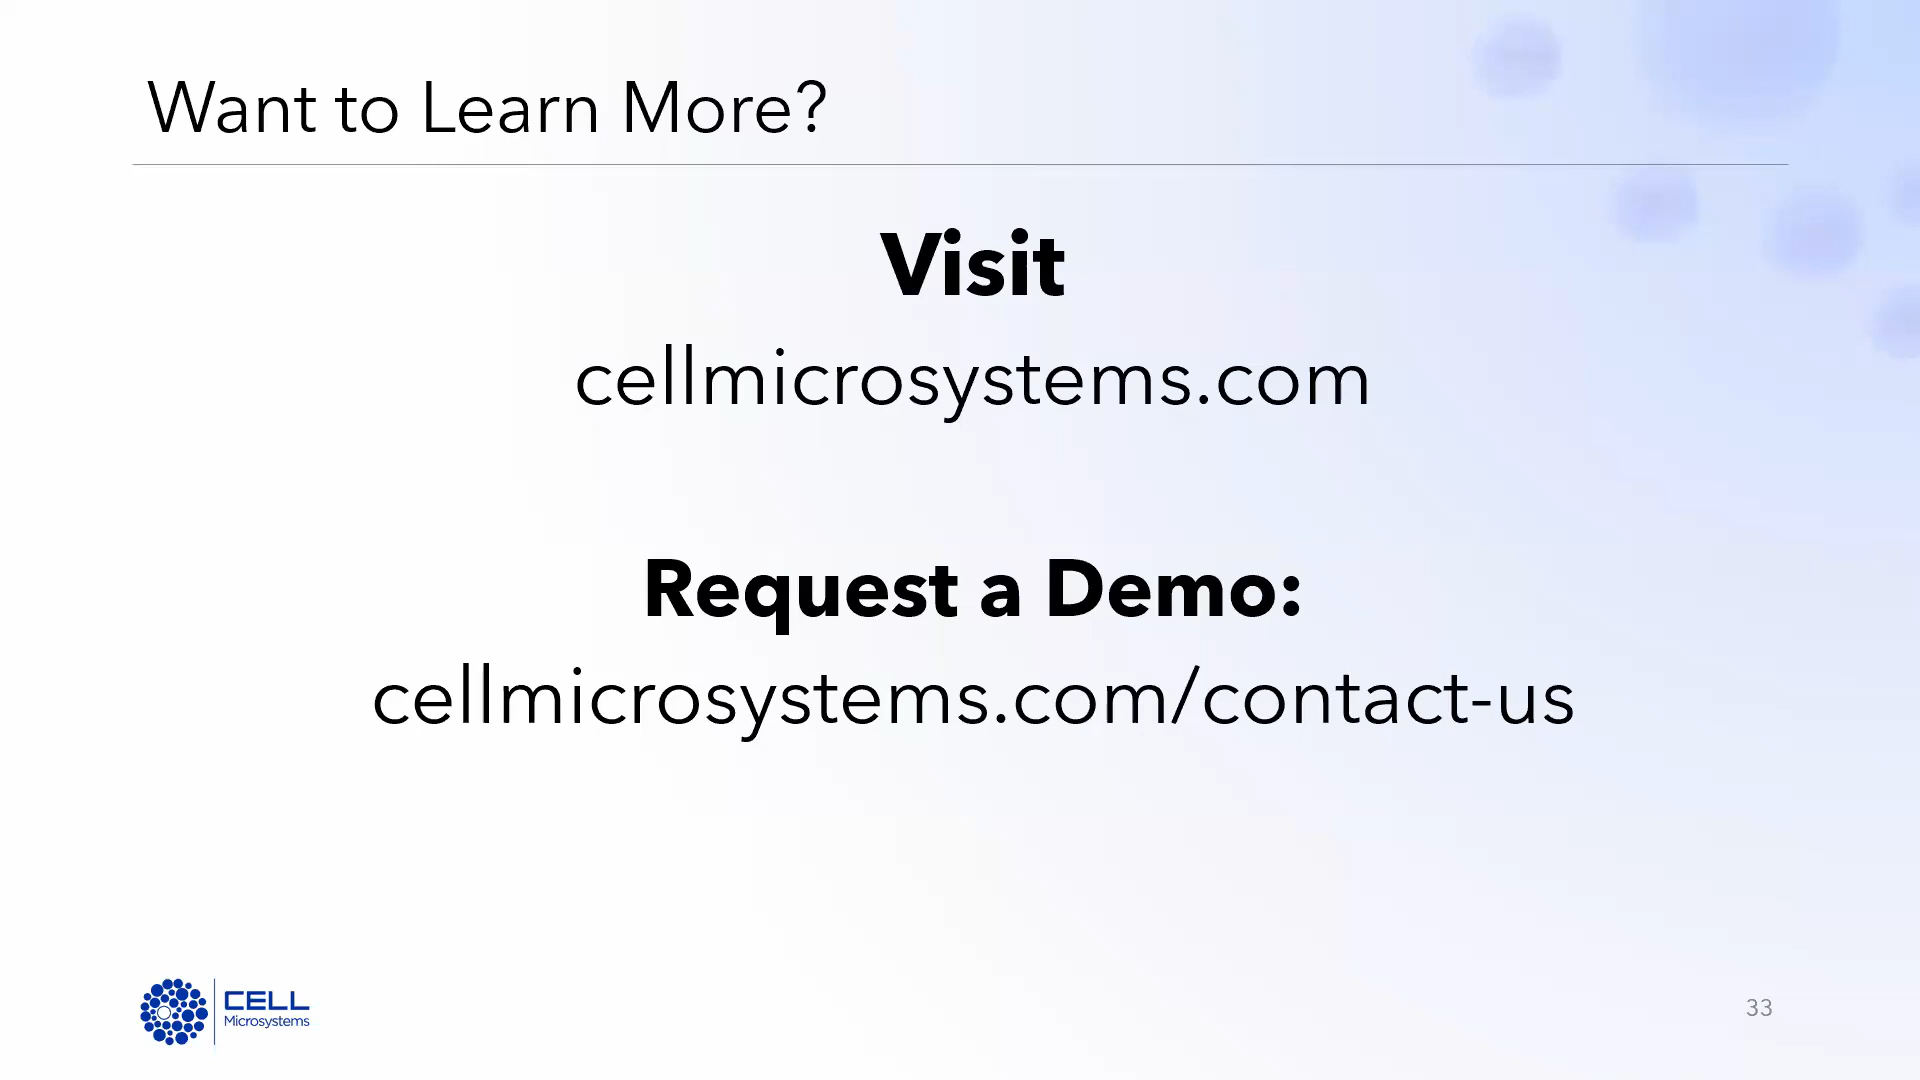 Want to Learn More?
Visit
cellmicrosystems.com
Request a Demo:
cellmicrosystems.com/contact-us
CELL
Microsystems
33